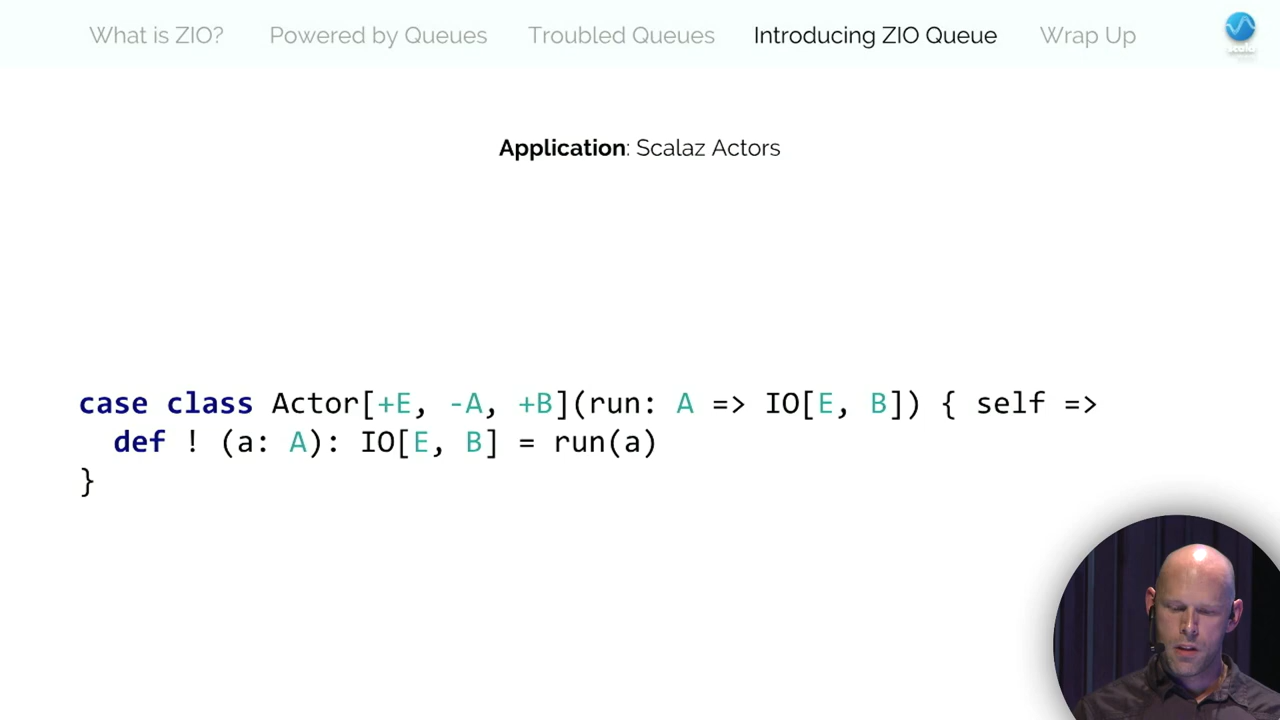 What is ZIO? Powered by Queues Troubled Queues Introducing ZIO Queue Wrap Up
scala
Application: Scalaz Actors
case class Actor[+E, -A, +B](run: A => IO[E, B]) { self =>
  def ! (a: A): IO[E, B] = run(a)
}